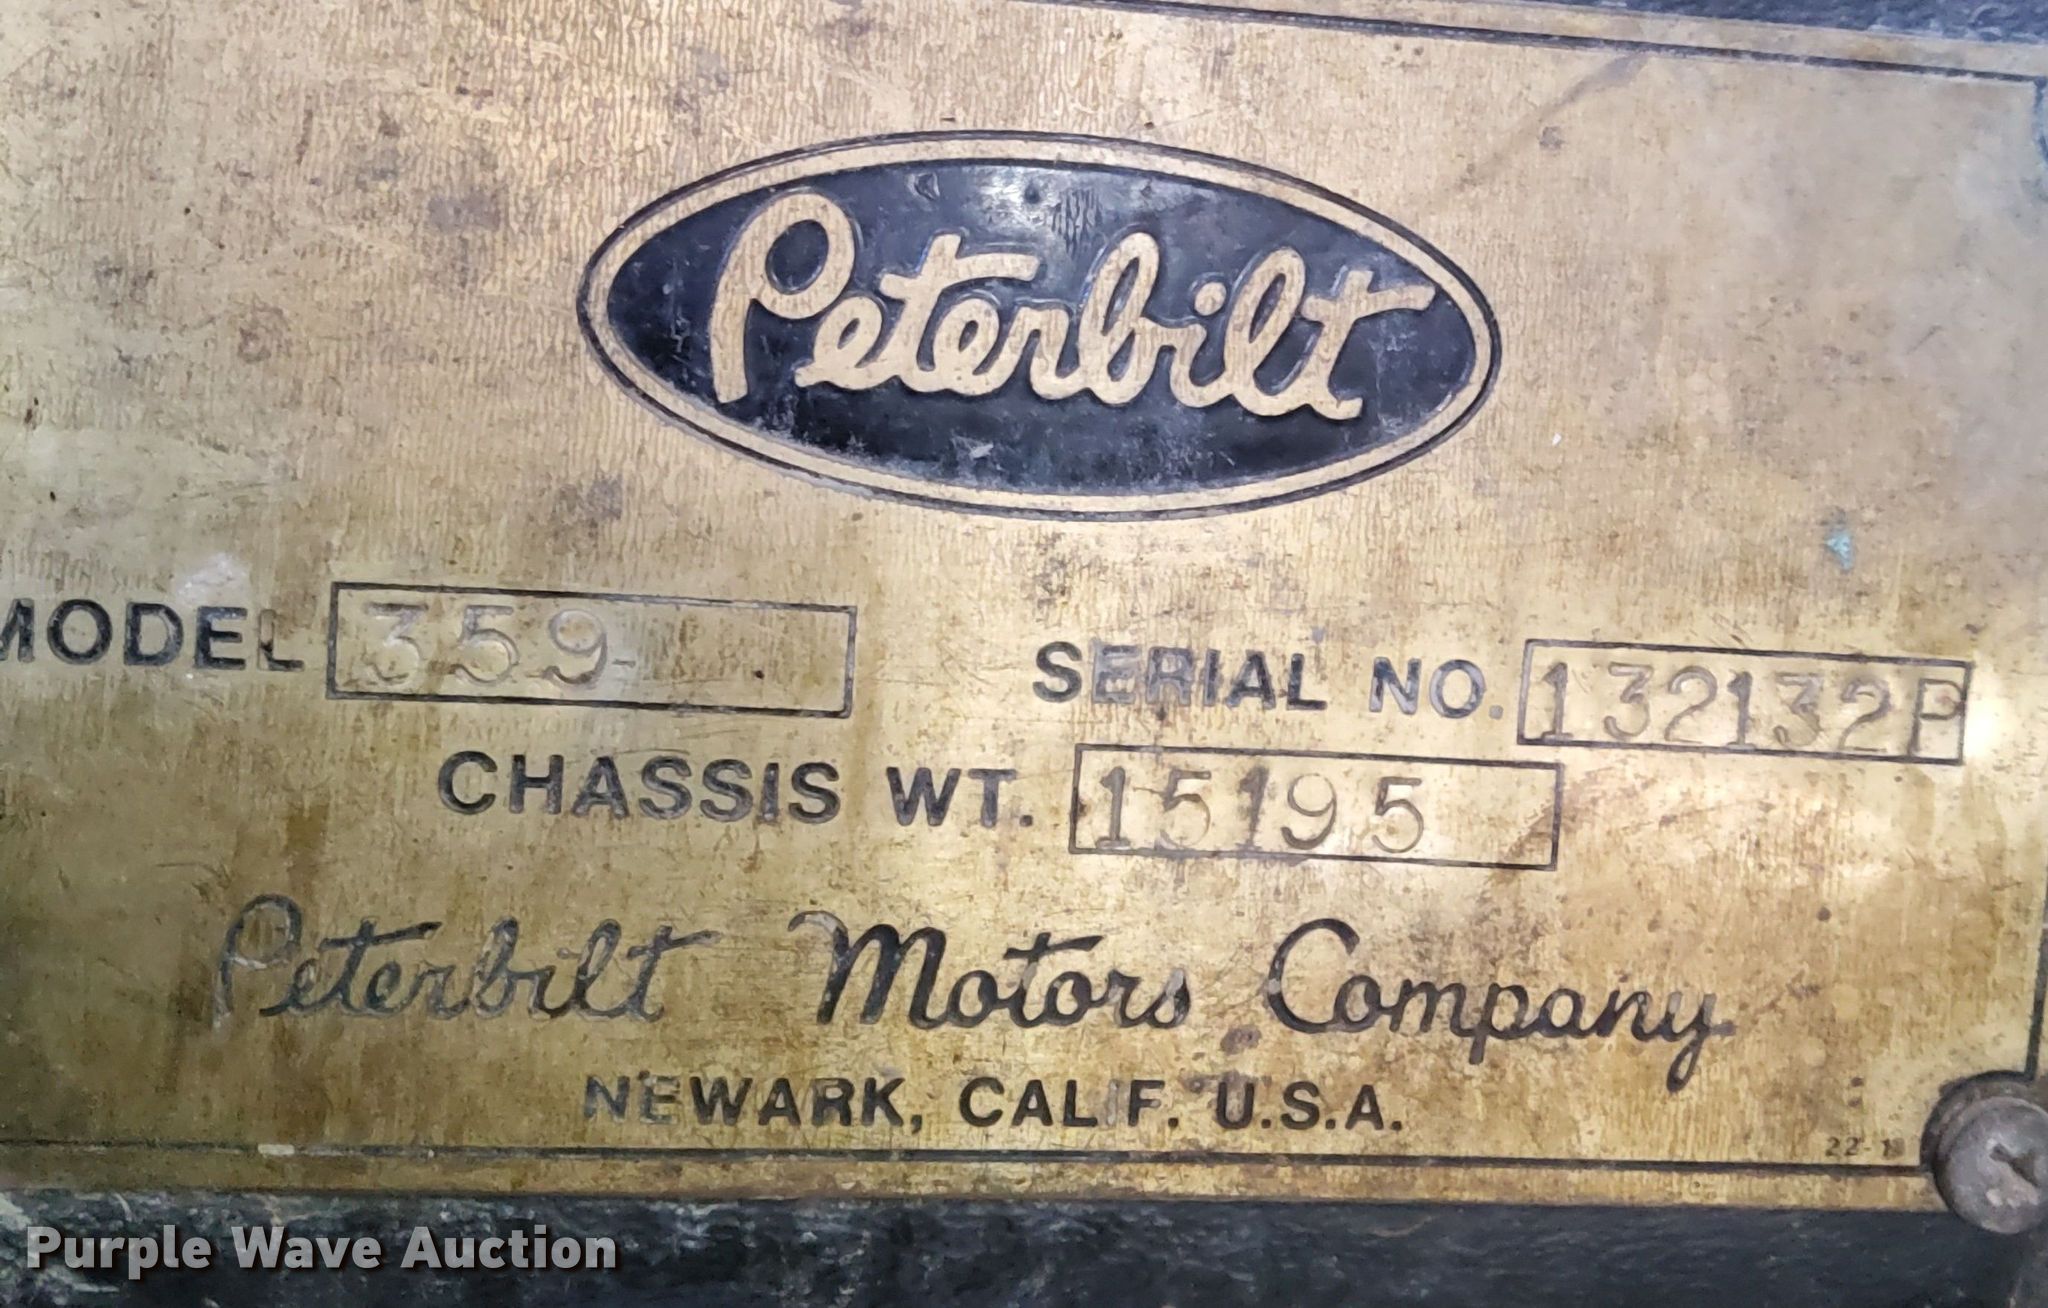 Peterbilt
MODEL 359- SERIAL NO. 132132P
CHASSIS WT. 15195
Peterbilt Motors Company
NEWARK, CALIF. U.S.A.
Purple Wave Auction